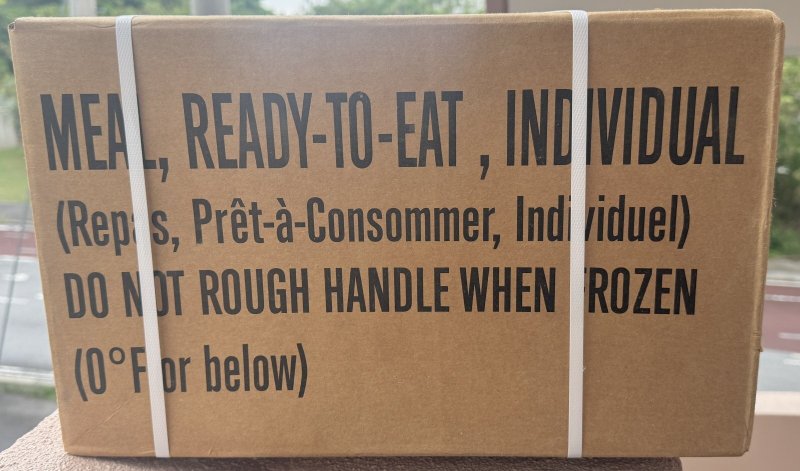 MEAL, READY-TO-EAT , INDIVIDUAL
(Repas, Prêt-à-Consommer, Individuel)
DO NOT ROUGH HANDLE WHEN FROZEN
(0°F or below)